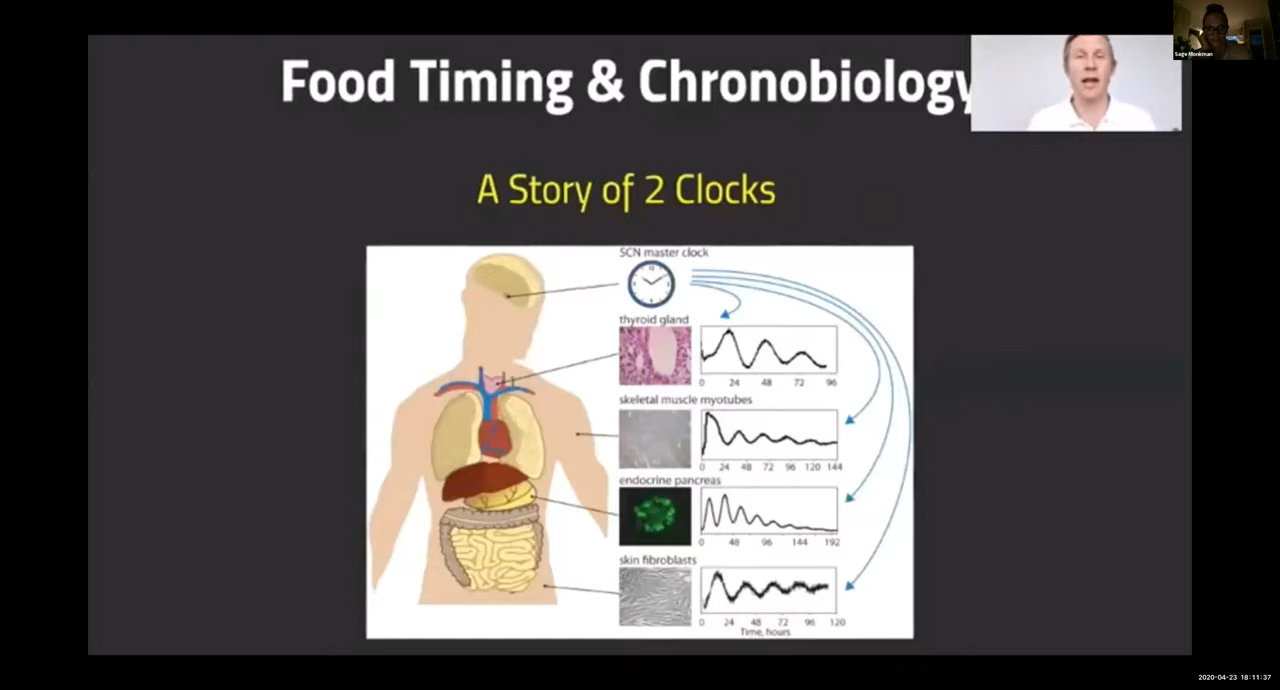 Food Timing & Chronobiology
Sage Monkman
A Story of 2 Clocks
SCN master clock
12
thyroid gland
0 24 48 72 96
skeletal muscle myotubes
0 24 48 72 96 120 144
endocrine pancreas
0 48 96 144 192
skin fibroblasts
0 24 48 72 96 120
Time, hours
2020-04-23 18:11:37